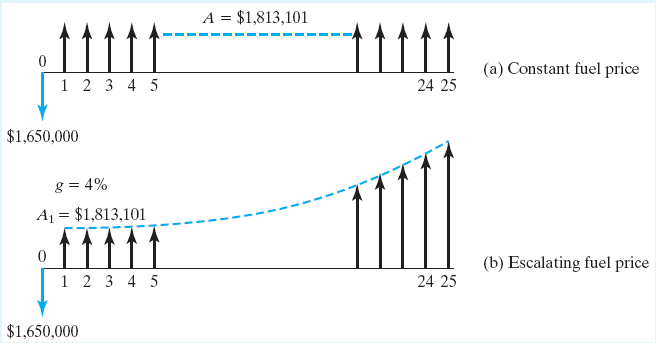 A = $1,813,101
0
(a) Constant fuel price
1 2 3 4 5 24 25
$1,650,000
g = 4%
A₁ = $1,813,101
0
(b) Escalating fuel price
1 2 3 4 5 24 25
$1,650,000